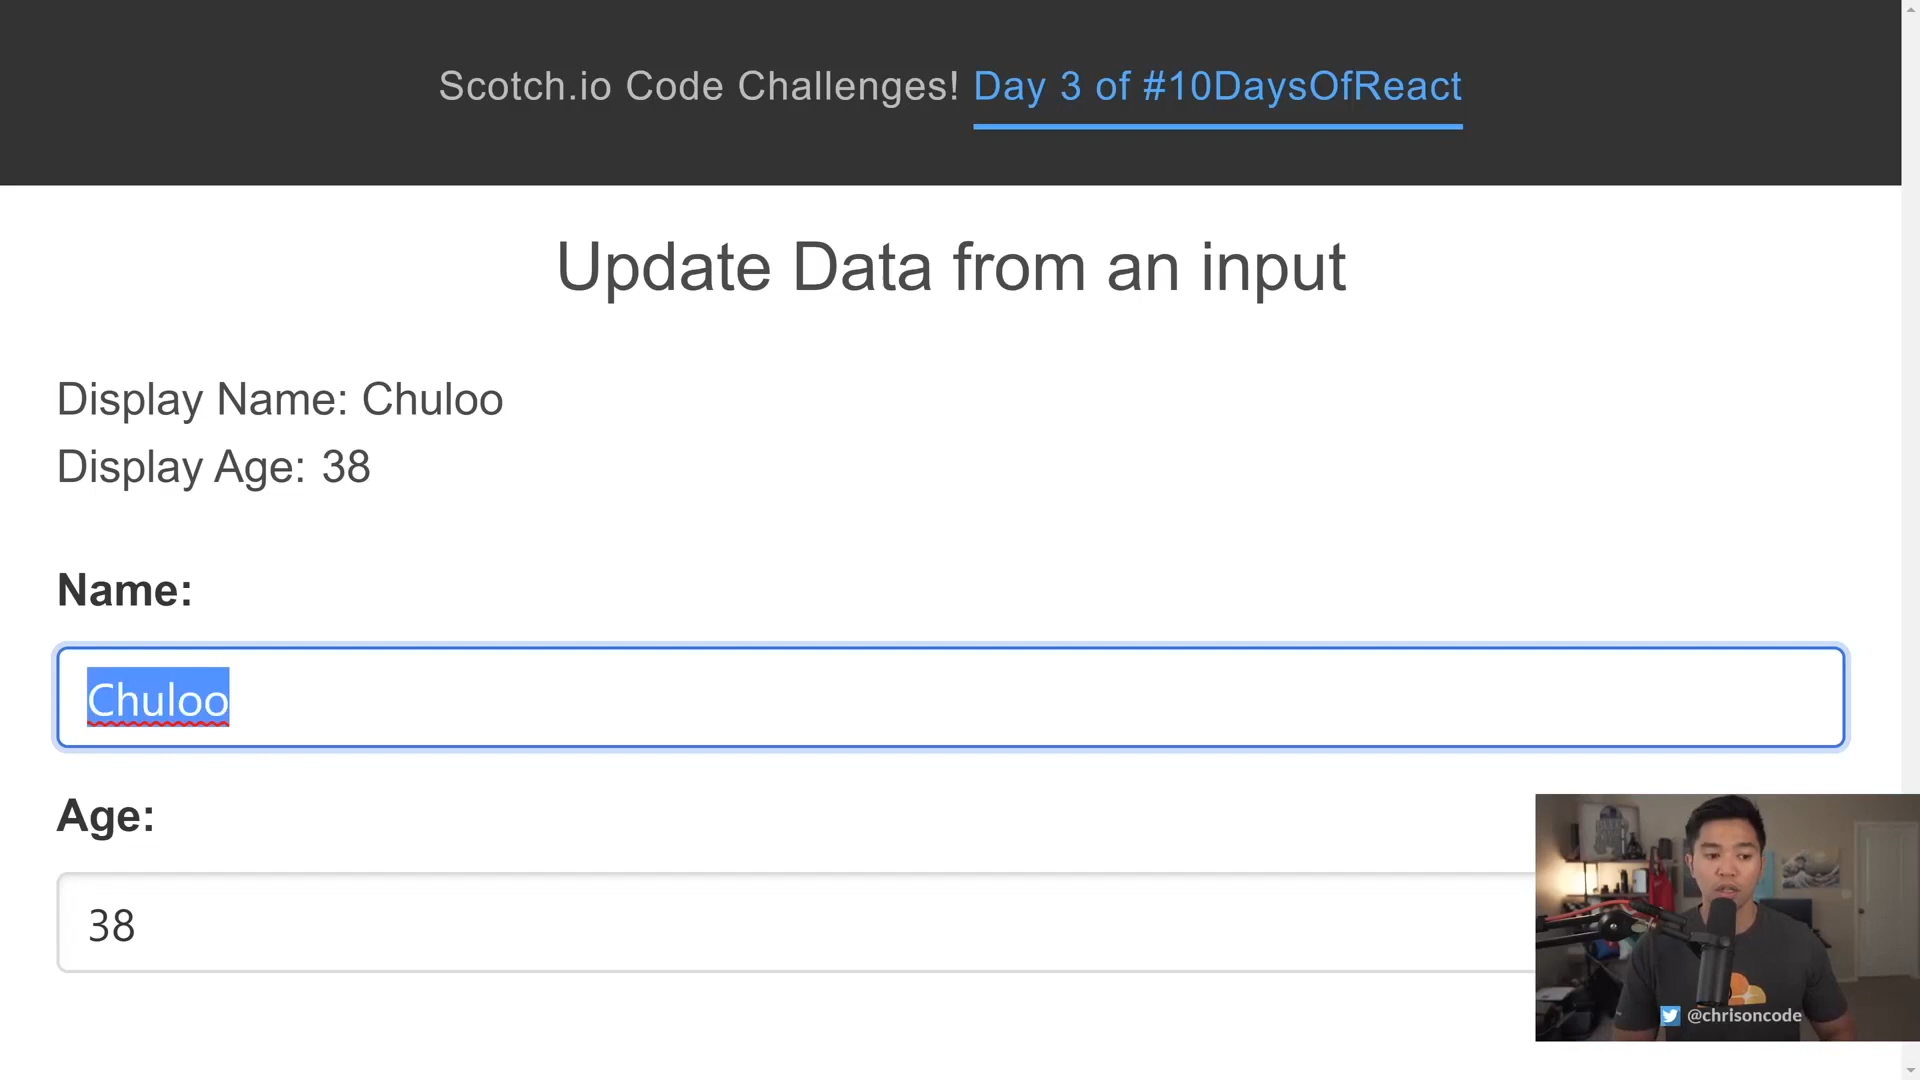 Scotch.io Code Challenges! Day 3 of #10DaysOfReact
Update Data from an input
Display Name: Chuloo
Display Age: 38
Name:
Chuloo
Age:
38
@chrisoncode